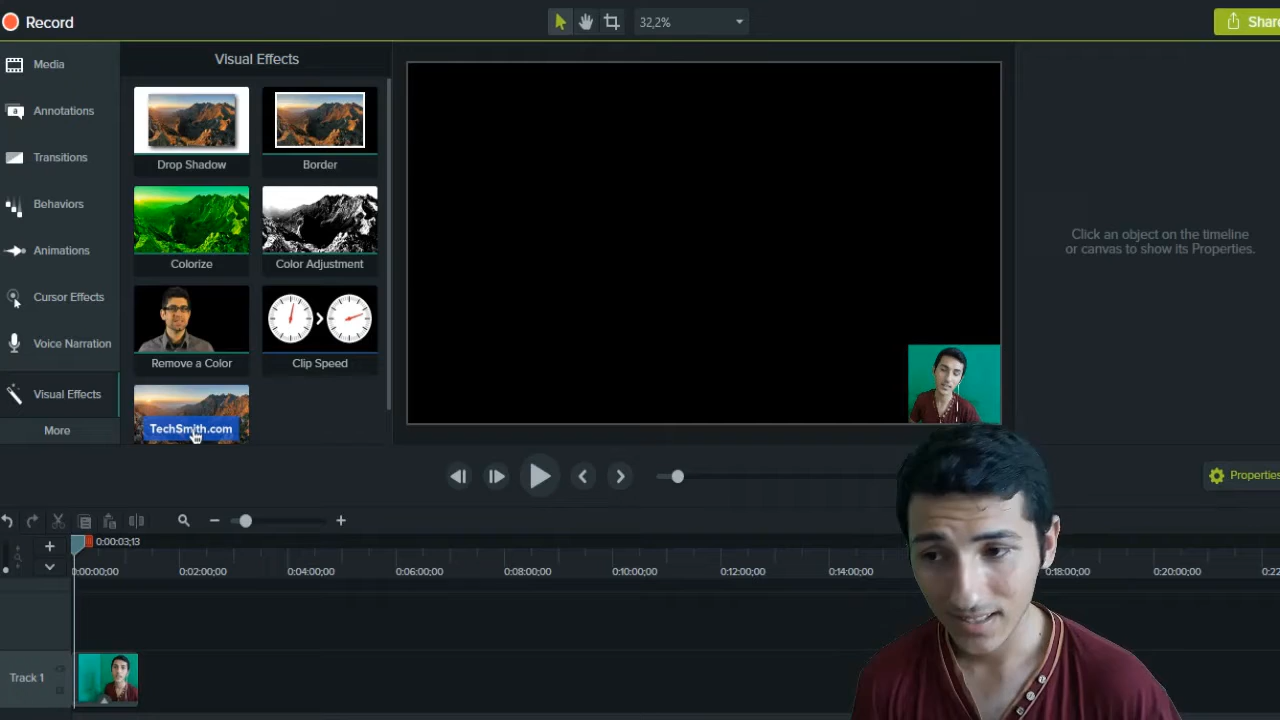 Record
32,2%
Share
Media
Annotations
Transitions
Behaviors
Animations
Cursor Effects
Voice Narration
Visual Effects
More
Visual Effects
Drop Shadow
Border
Colorize
Color Adjustment
Remove a Color
Clip Speed
TechSmith.com
Click an object on the timeline
or canvas to show its Properties.
Properties
0:00:03;13
0:00:00;00
0:02:00;00
0:04:00;00
0:06:00;00
0:08:00;00
0:10:00;00
0:12:00;00
0:14:00;00
0:18:00;00
0:20:00;00
0:22
Track 1